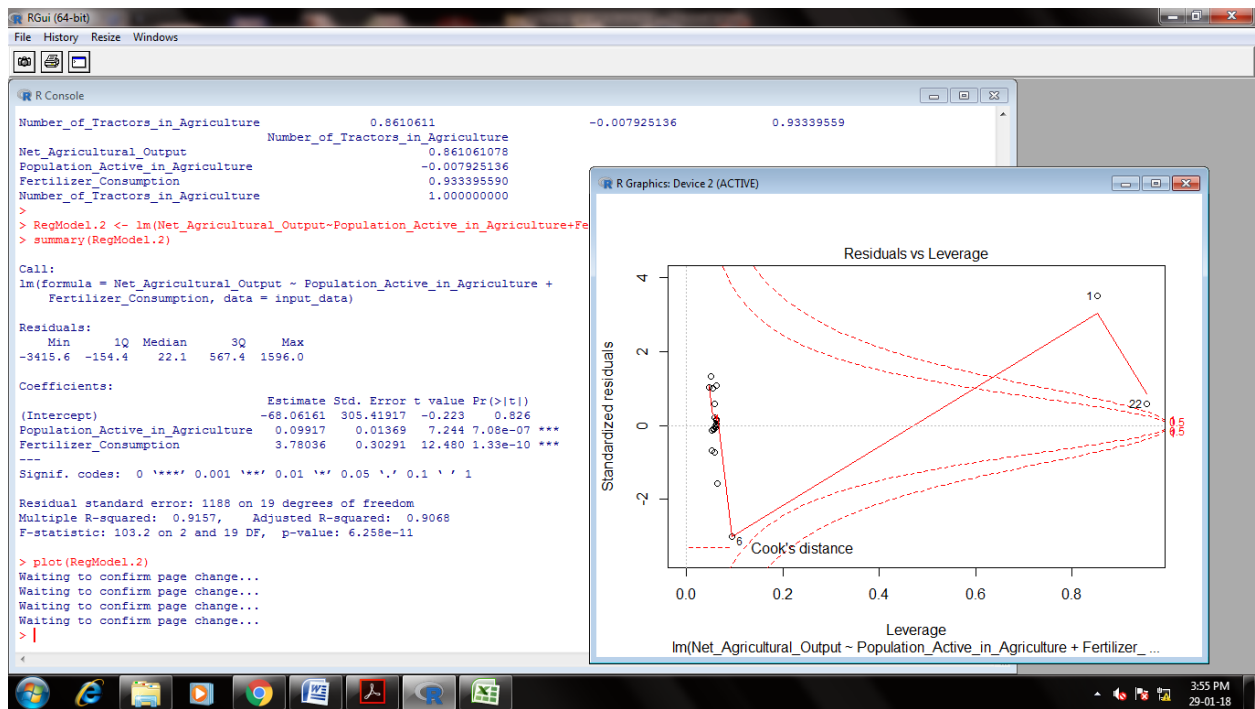 RGui (64-bit)
File History Resize Windows
R Console
Number_of_Tractors_in_Agriculture 0.8610611 -0.007925136 0.93339559
Number_of_Tractors_in_Agriculture
Net_Agricultural_Output 0.861061078
Population_Active_in_Agriculture -0.007925136
Fertilizer_Consumption 0.933395590
Number_of_Tractors_in_Agriculture 1.000000000
>
> RegModel.2 <- lm(Net_Agricultural_Output~Population_Active_in_Agriculture+Fe
> summary(RegModel.2)
Call:
lm(formula = Net_Agricultural_Output ~ Population_Active_in_Agriculture +
Fertilizer_Consumption, data = input_data)
Residuals:
Min 1Q Median 3Q Max
-3415.6 -154.4 22.1 567.4 1596.0
Coefficients:
Estimate Std. Error t value Pr(>|t|)
(Intercept) -68.06161 305.41917 -0.223 0.826
Population_Active_in_Agriculture 0.09917 0.01369 7.244 7.08e-07 ***
Fertilizer_Consumption 3.78036 0.30291 12.480 1.33e-10 ***
---
Signif. codes: 0 '***' 0.001 '**' 0.01 '*' 0.05 '.' 0.1 ' ' 1
Residual standard error: 1188 on 19 degrees of freedom
Multiple R-squared: 0.9157, Adjusted R-squared: 0.9068
F-statistic: 103.2 on 2 and 19 DF, p-value: 6.258e-11
> plot(RegModel.2)
Waiting to confirm page change...
Waiting to confirm page change...
Waiting to confirm page change...
Waiting to confirm page change...
>
R Graphics: Device 2 (ACTIVE)
Residuals vs Leverage
Standardized residuals
4
2
0
-2
1
22
6
0.5
1
0.5
Cook's distance
0.0 0.2 0.4 0.6 0.8
Leverage
lm(Net_Agricultural_Output ~ Population_Active_in_Agriculture + Fertilizer_ ...
3:55 PM
29-01-18